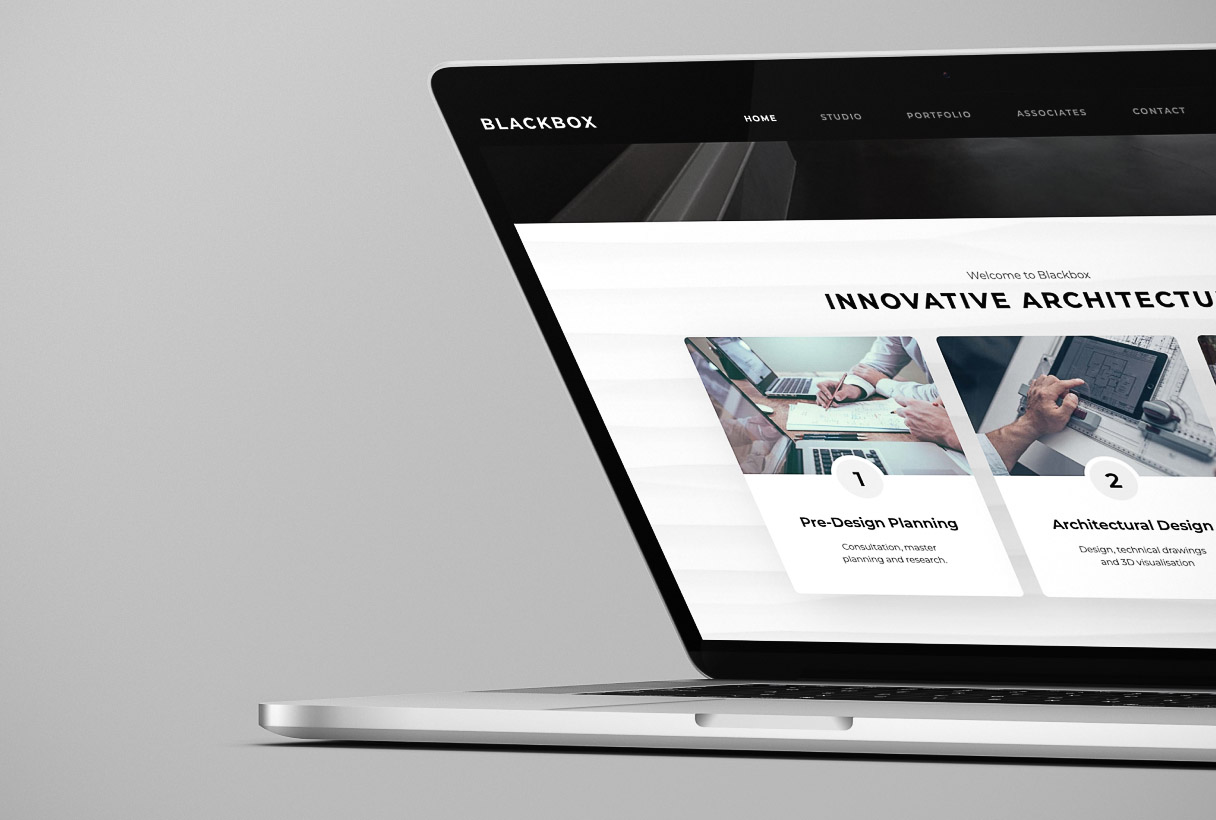 BLACKBOX
HOME STUDIO PORTFOLIO ASSOCIATES CONTACT
Welcome to Blackbox
INNOVATIVE ARCHITECTU
1
Pre-Design Planning
Consultation, master
planning and research.
2
Architectural Design
Design, technical drawings
and 3D visualisation